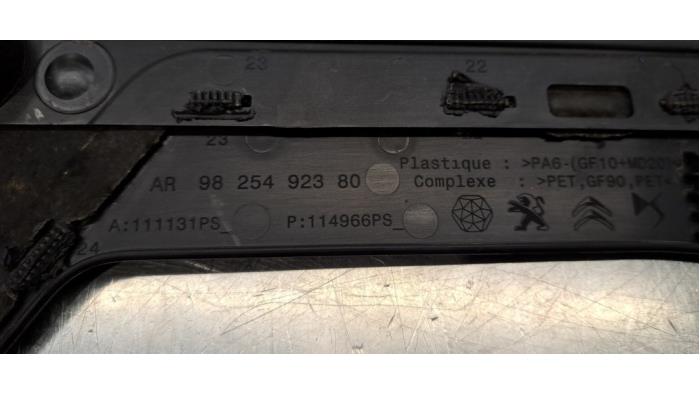 23
22
23
Plastique : >PA6-(GF10+MD20)<
AR 98 254 923 80
Complexe : >PET,GF90,PET<
A:111131PS_
P:114966PS_
24